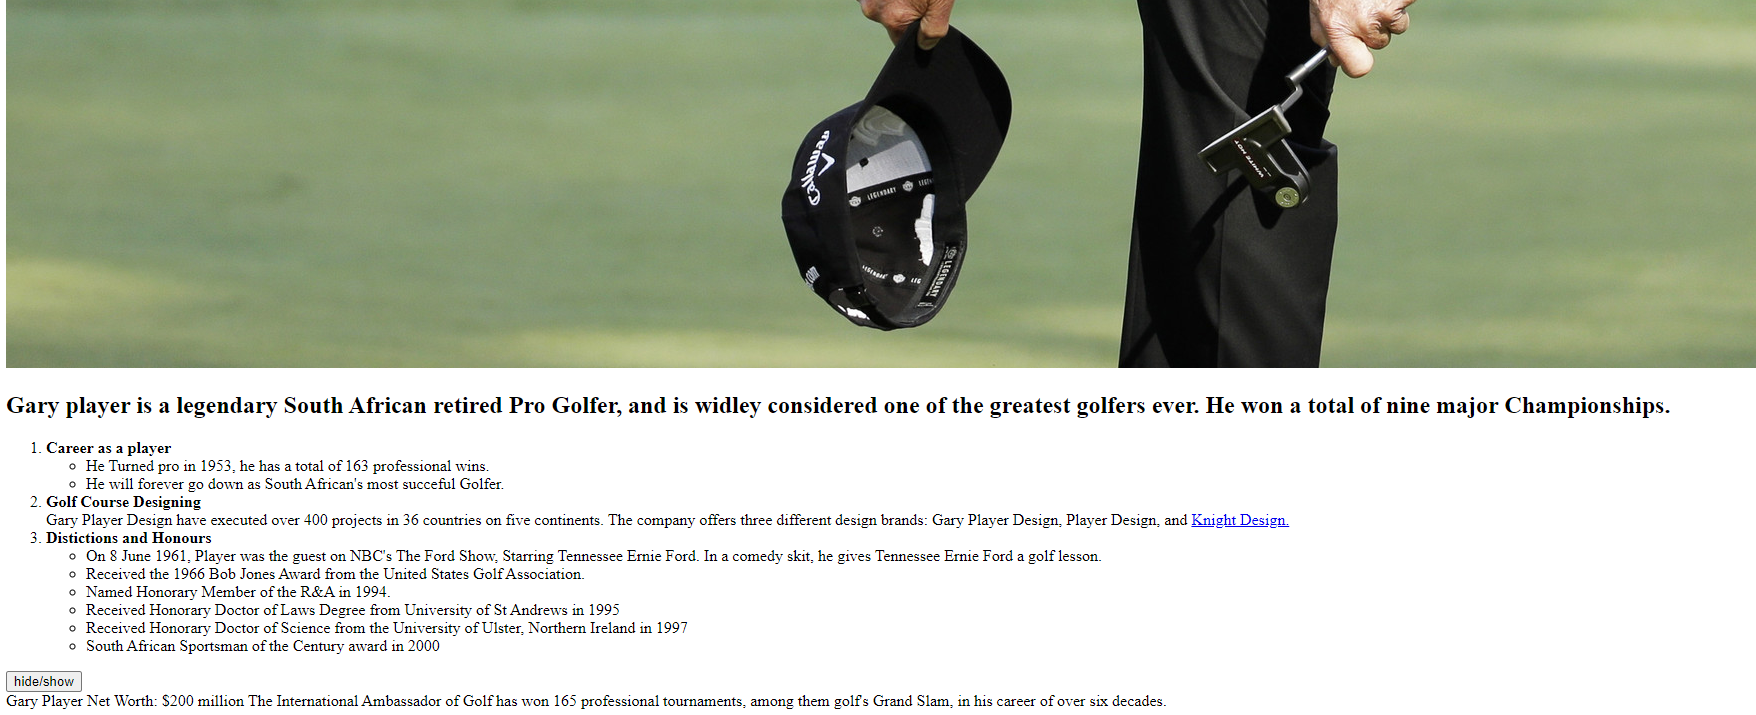 Callaway
LEGENDARY
LEGENDARY
LEG
LEGENDARY
.com
WHITE HOT
Gary player is a legendary South African retired Pro Golfer, and is widley considered one of the greatest golfers ever. He won a total of nine major Championships.
1. Career as a player
He Turned pro in 1953, he has a total of 163 professional wins.
He will forever go down as South African's most succeful Golfer.
2. Golf Course Designing
Gary Player Design have executed over 400 projects in 36 countries on five continents. The company offers three different design brands: Gary Player Design, Player Design, and Knight Design.
3. Distictions and Honours
On 8 June 1961, Player was the guest on NBC's The Ford Show, Starring Tennessee Ernie Ford. In a comedy skit, he gives Tennessee Ernie Ford a golf lesson.
Received the 1966 Bob Jones Award from the United States Golf Association.
Named Honorary Member of the R&A in 1994.
Received Honorary Doctor of Laws Degree from University of St Andrews in 1995
Received Honorary Doctor of Science from the University of Ulster, Northern Ireland in 1997
South African Sportsman of the Century award in 2000
hide/show
Gary Player Net Worth: $200 million The International Ambassador of Golf has won 165 professional tournaments, among them golf's Grand Slam, in his career of over six decades.